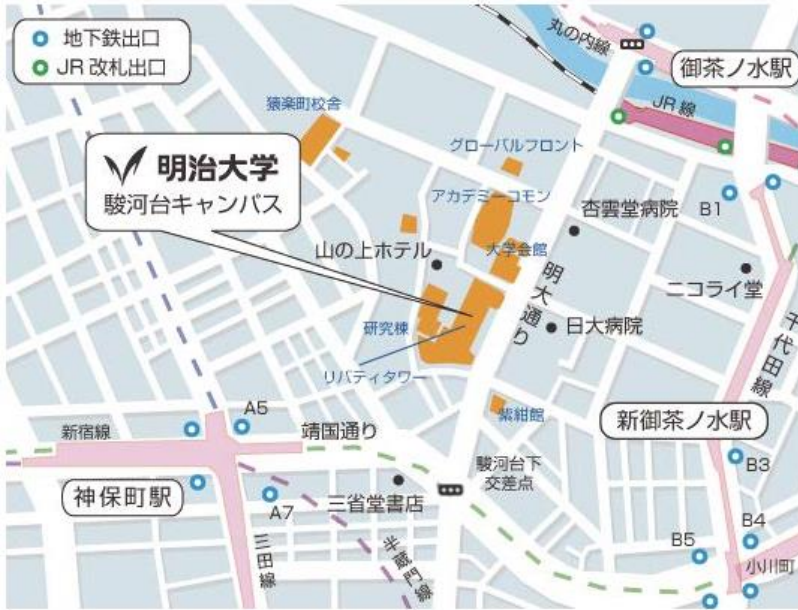 地下鉄出口
JR改札出口
丸の内線
御茶ノ水駅
JR線
猿楽町校舎
グローバルフロント
明治大学
駿河台キャンパス
アカデミーコモン
杏雲堂病院
B1
山の上ホテル
大学会館
明大通り
ニコライ堂
研究棟
日大病院
千代田線
リバティタワー
紫紺館
A5
新宿線
靖国通り
新御茶ノ水駅
駿河台下
交差点
B3
神保町駅
A7
三省堂書店
三田線
半蔵門線
B5
B4
小川町